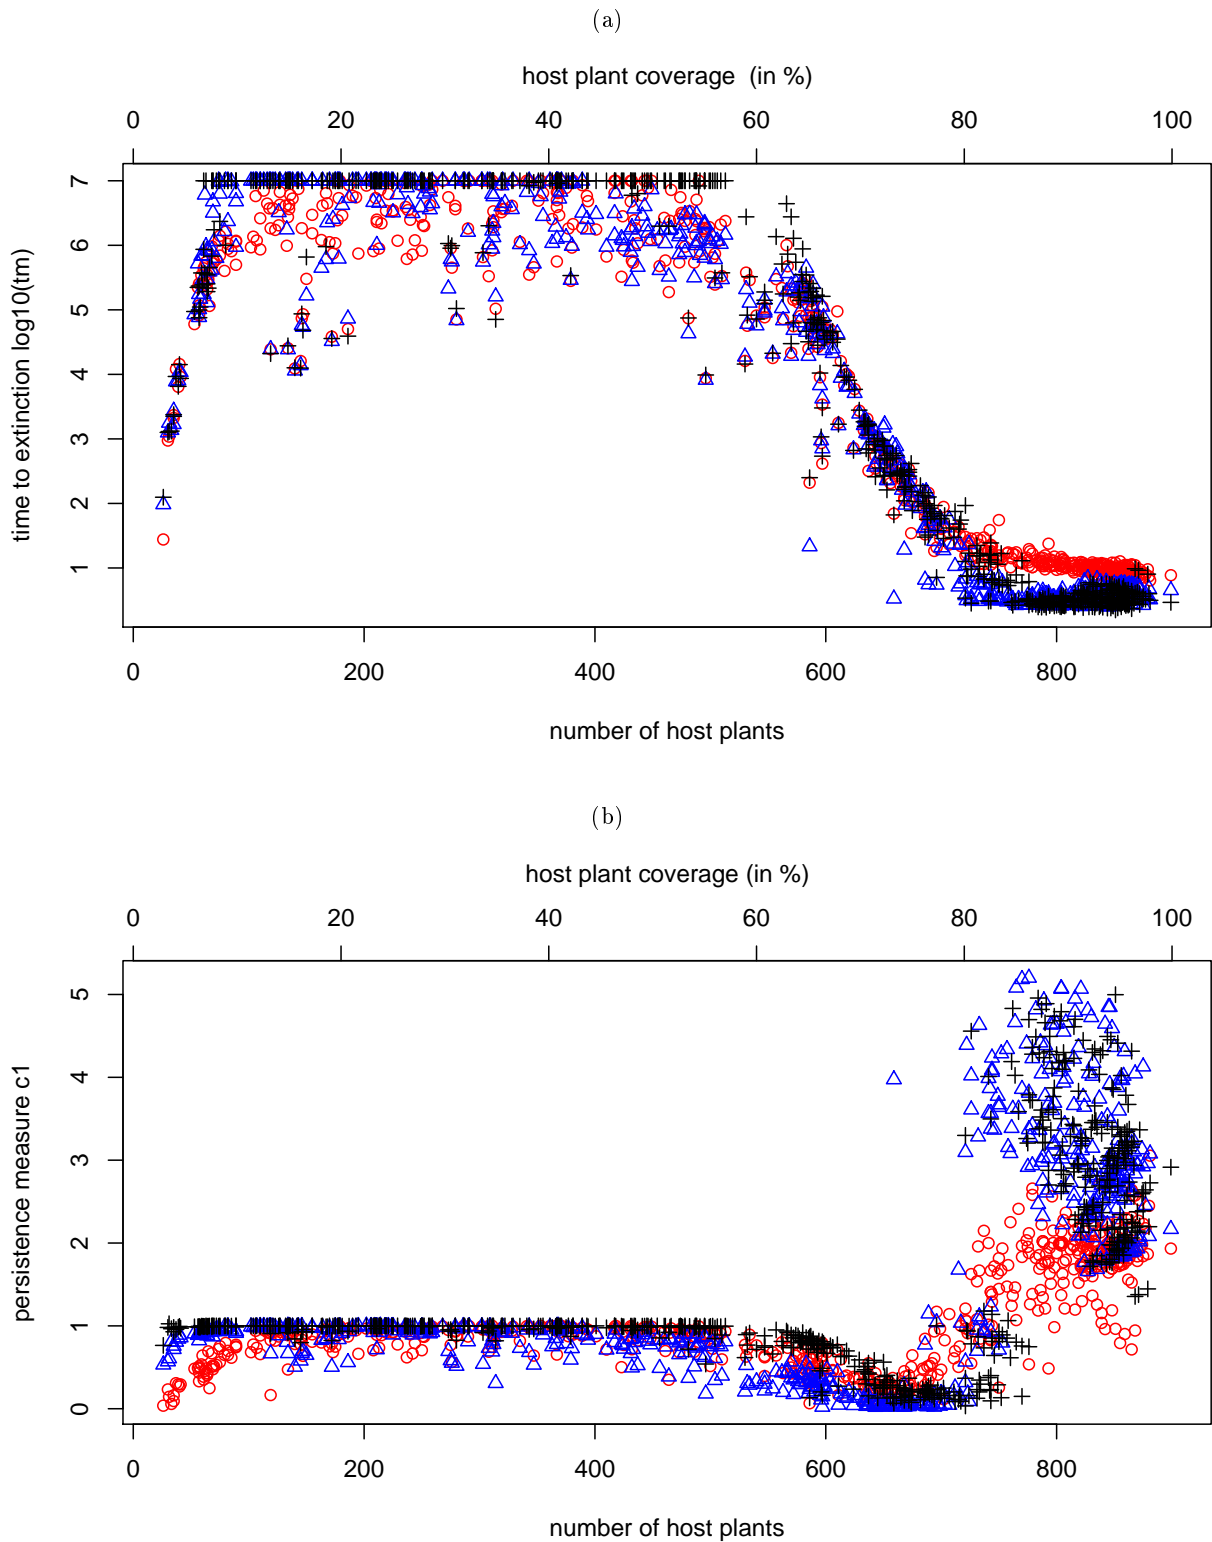 (a)
host plant coverage  (in %)
0 20 40 60 80 100
7
6
5
4
3
2
1
time to extinction log10(tm)
0 200 400 600 800
number of host plants
(b)
host plant coverage (in %)
0 20 40 60 80 100
5
4
3
2
1
0
persistence measure c1
0 200 400 600 800
number of host plants